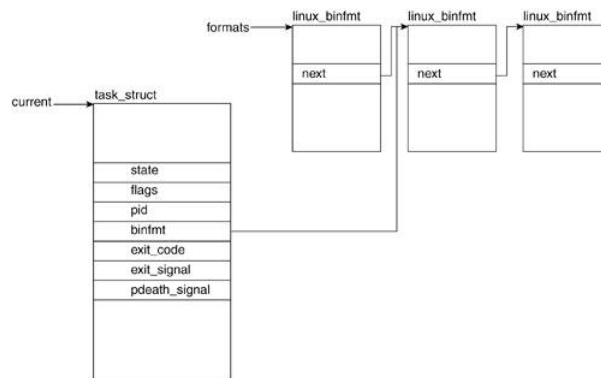 linux_binfmt linux_binfmt linux_binfmt
formats
next next next
task_struct
current
state
flags
pid
binfmt
exit_code
exit_signal
pdeath_signal